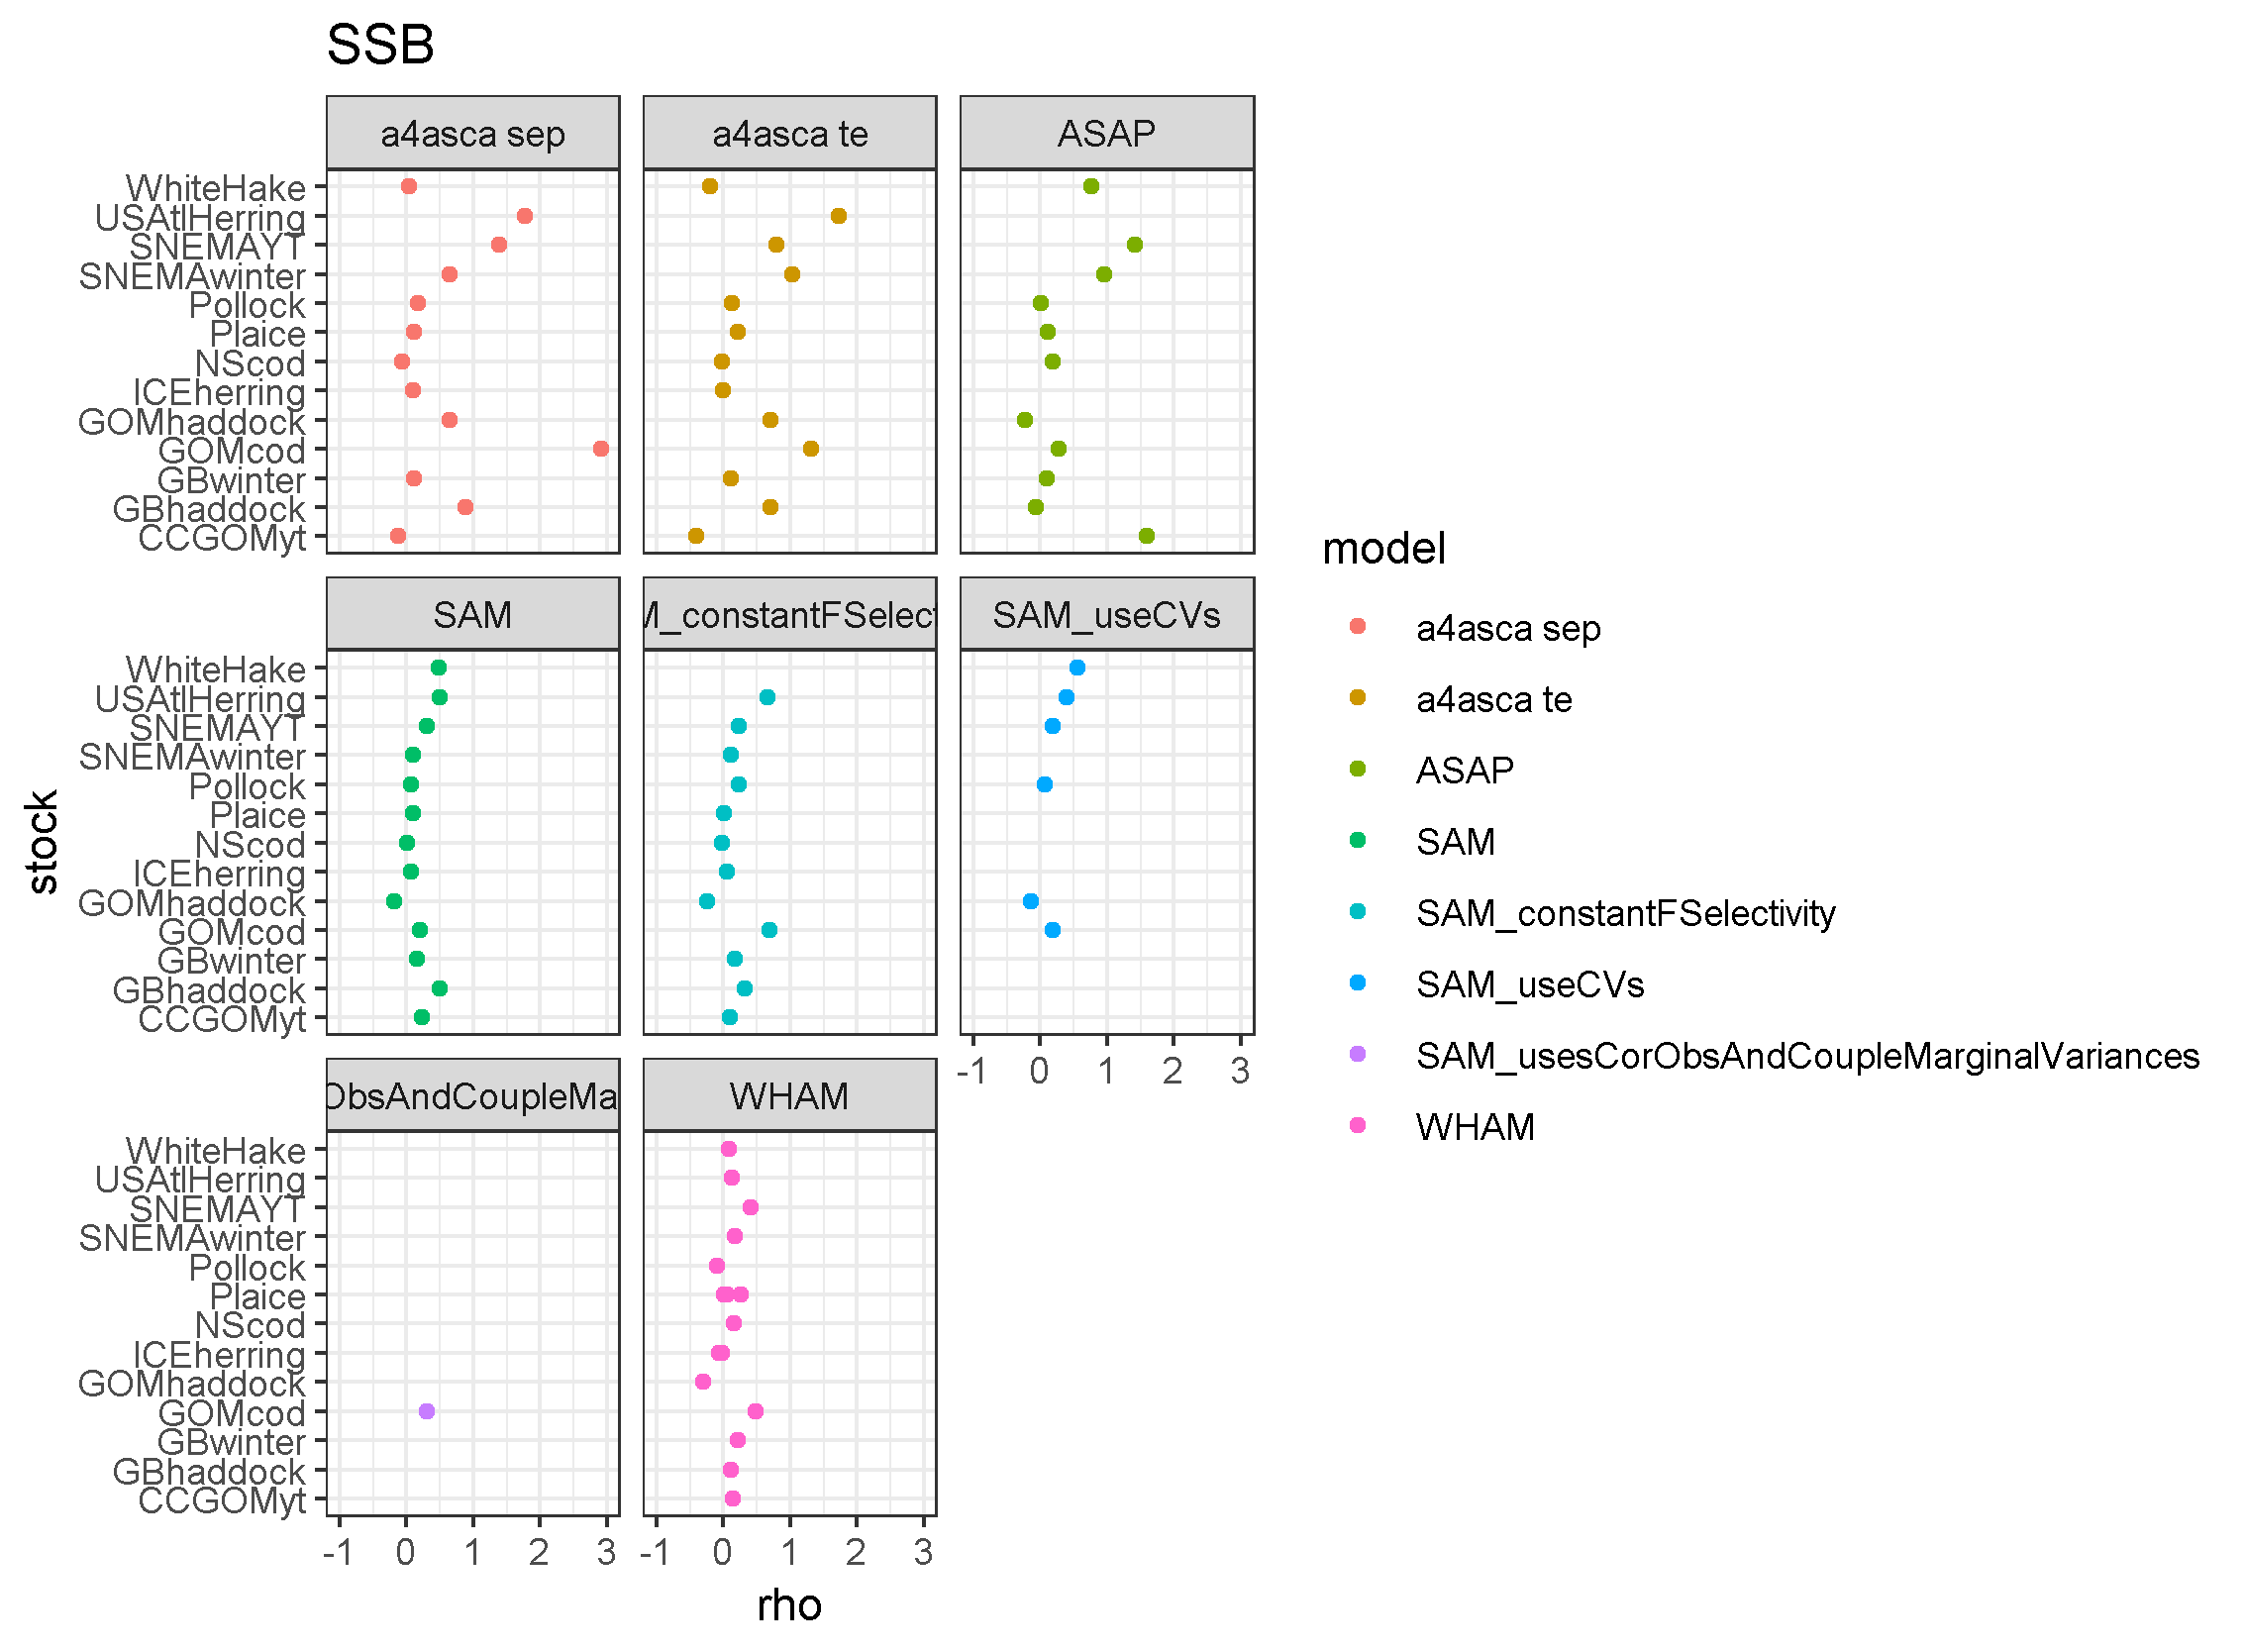 SSB
a4asca sep
a4asca te
ASAP
WhiteHake
USAtlHerring
SNEMAYT
SNEMAwinter
Pollock
Plaice
NScod
ICEherring
GOMhaddock
GOMcod
GBwinter
GBhaddock
CCGOMyt
SAM
M_constantFSelect
SAM_useCVs
WhiteHake
USAtlHerring
SNEMAYT
SNEMAwinter
Pollock
Plaice
NScod
ICEherring
GOMhaddock
GOMcod
GBwinter
GBhaddock
CCGOMyt
-1 0 1 2 3
ObsAndCoupleMa
WHAM
WhiteHake
USAtlHerring
SNEMAYT
SNEMAwinter
Pollock
Plaice
NScod
ICEherring
GOMhaddock
GOMcod
GBwinter
GBhaddock
CCGOMyt
-1 0 1 2 3
-1 0 1 2 3
rho
stock
model
a4asca sep
a4asca te
ASAP
SAM
SAM_constantFSelectivity
SAM_useCVs
SAM_usesCorObsAndCoupleMarginalVariances
WHAM